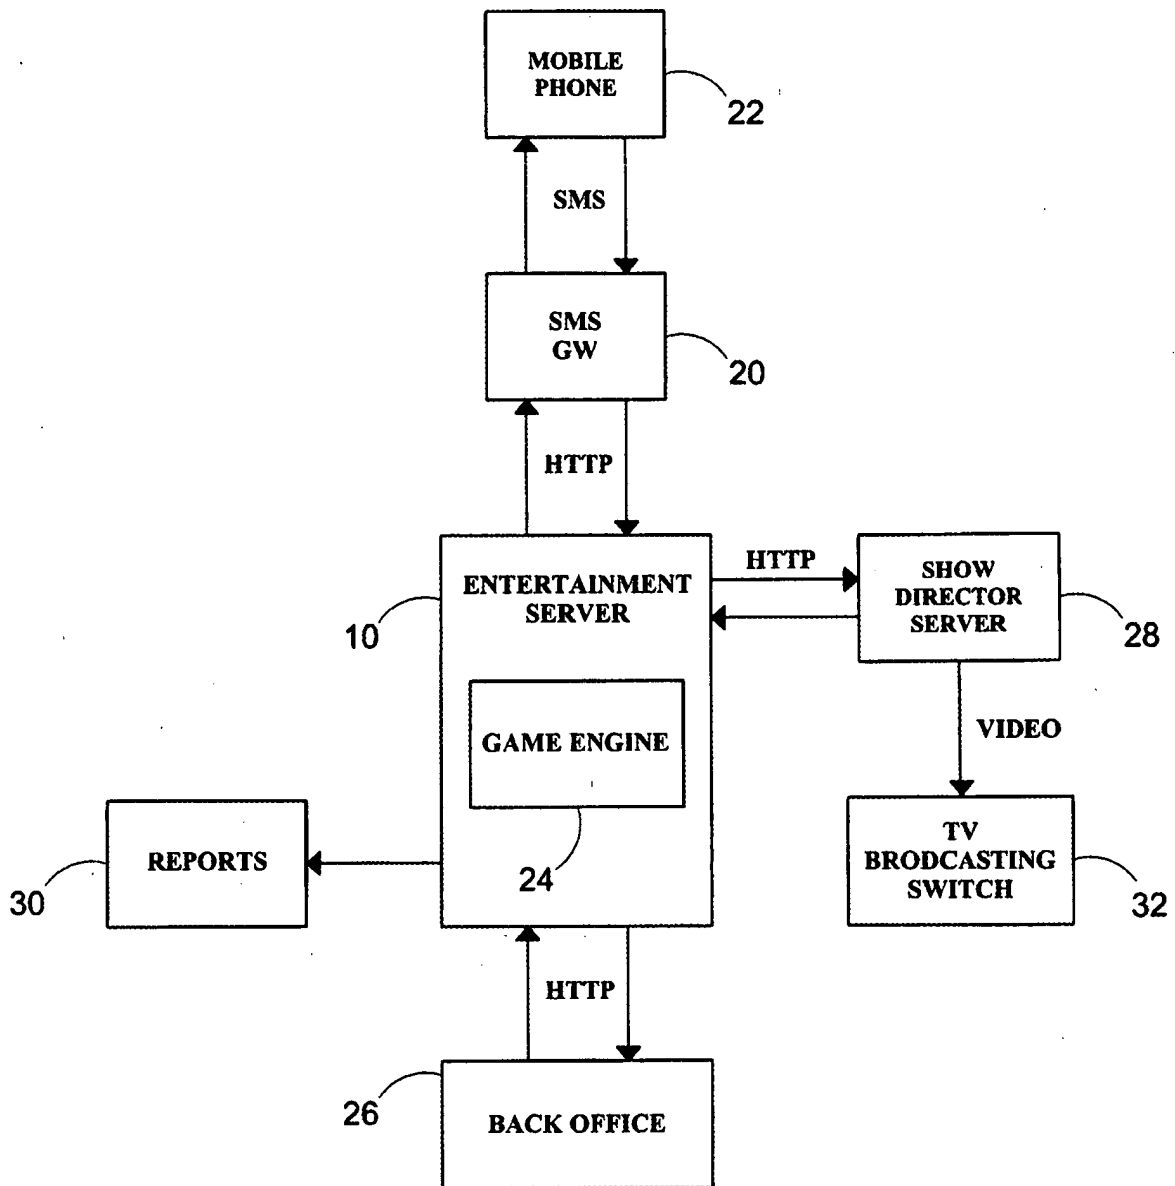 MOBILE
PHONE
22
SMS
SMS
GW
20
HTTP
ENTERTAINMENT
SERVER
10
HTTP
SHOW
DIRECTOR
SERVER
28
GAME ENGINE
24
VIDEO
TV
BRODCASTING
SWITCH
32
REPORTS
30
HTTP
BACK OFFICE
26